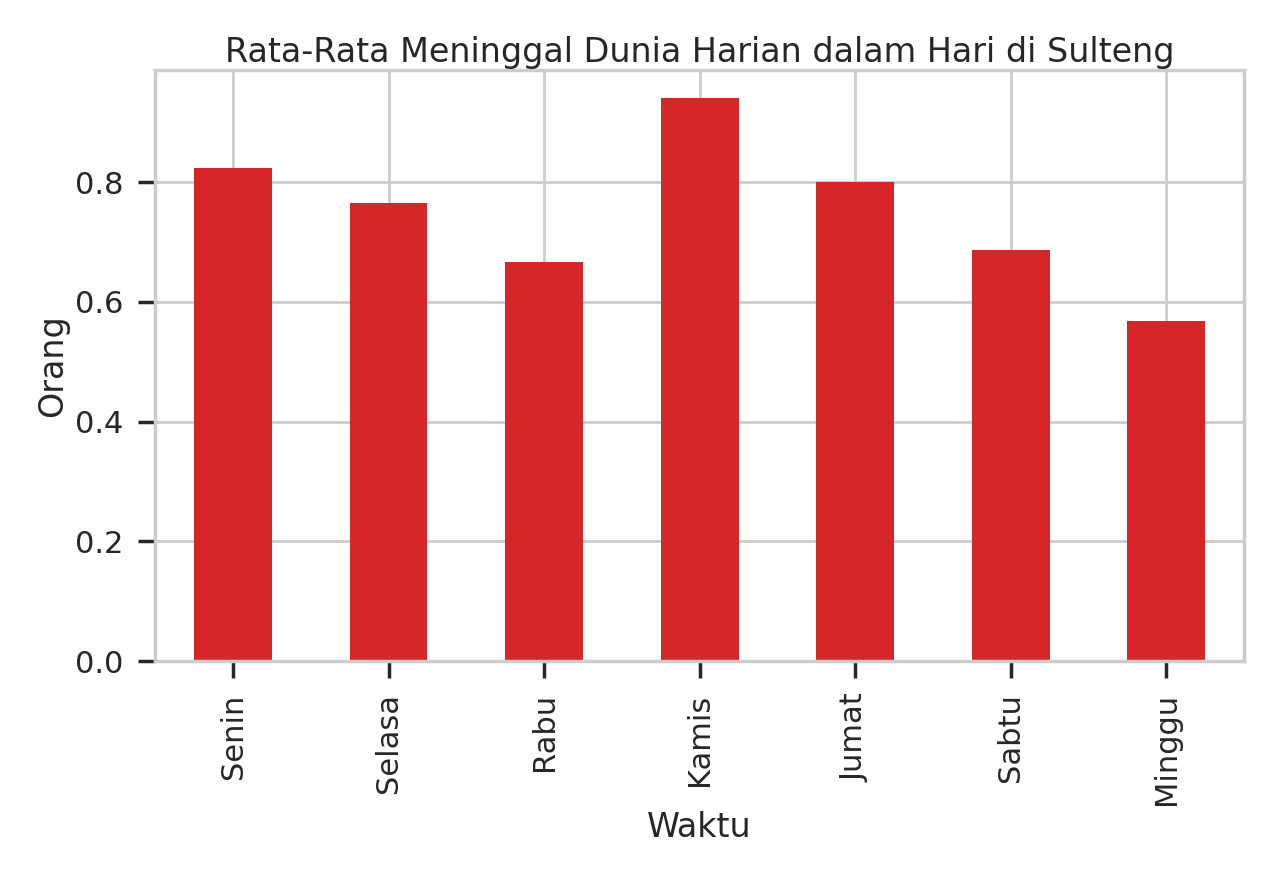 Rata-Rata Meninggal Dunia Harian dalam Hari di Sulteng
Orang
0.8
0.6
0.4
0.2
0.0
Senin
Selasa
Rabu
Kamis
Jumat
Sabtu
Minggu
Waktu